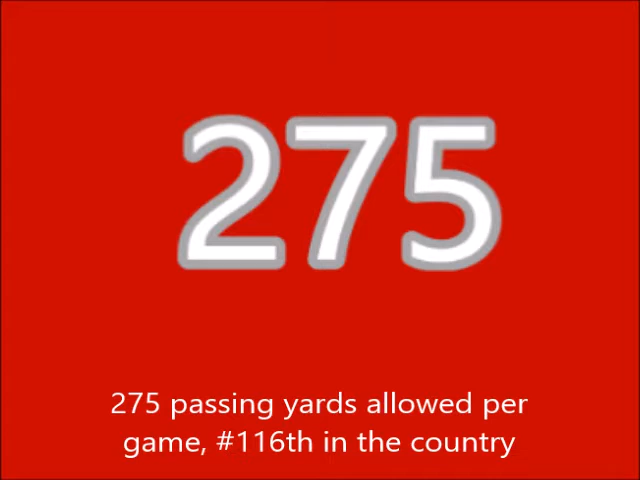 275
275 passing yards allowed per
game, #116th in the country